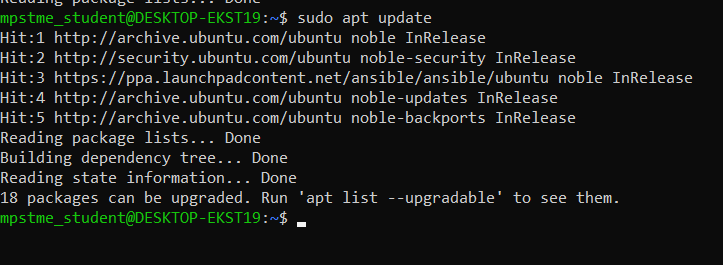 Reading package lists... Done
mpstme_student@DESKTOP-EKST19:~$ sudo apt update
Hit:1 http://archive.ubuntu.com/ubuntu noble InRelease
Hit:2 http://security.ubuntu.com/ubuntu noble-security InRelease
Hit:3 https://ppa.launchpadcontent.net/ansible/ansible/ubuntu noble InRelease
Hit:4 http://archive.ubuntu.com/ubuntu noble-updates InRelease
Hit:5 http://archive.ubuntu.com/ubuntu noble-backports InRelease
Reading package lists... Done
Building dependency tree... Done
Reading state information... Done
18 packages can be upgraded. Run 'apt list --upgradable' to see them.
mpstme_student@DESKTOP-EKST19:~$